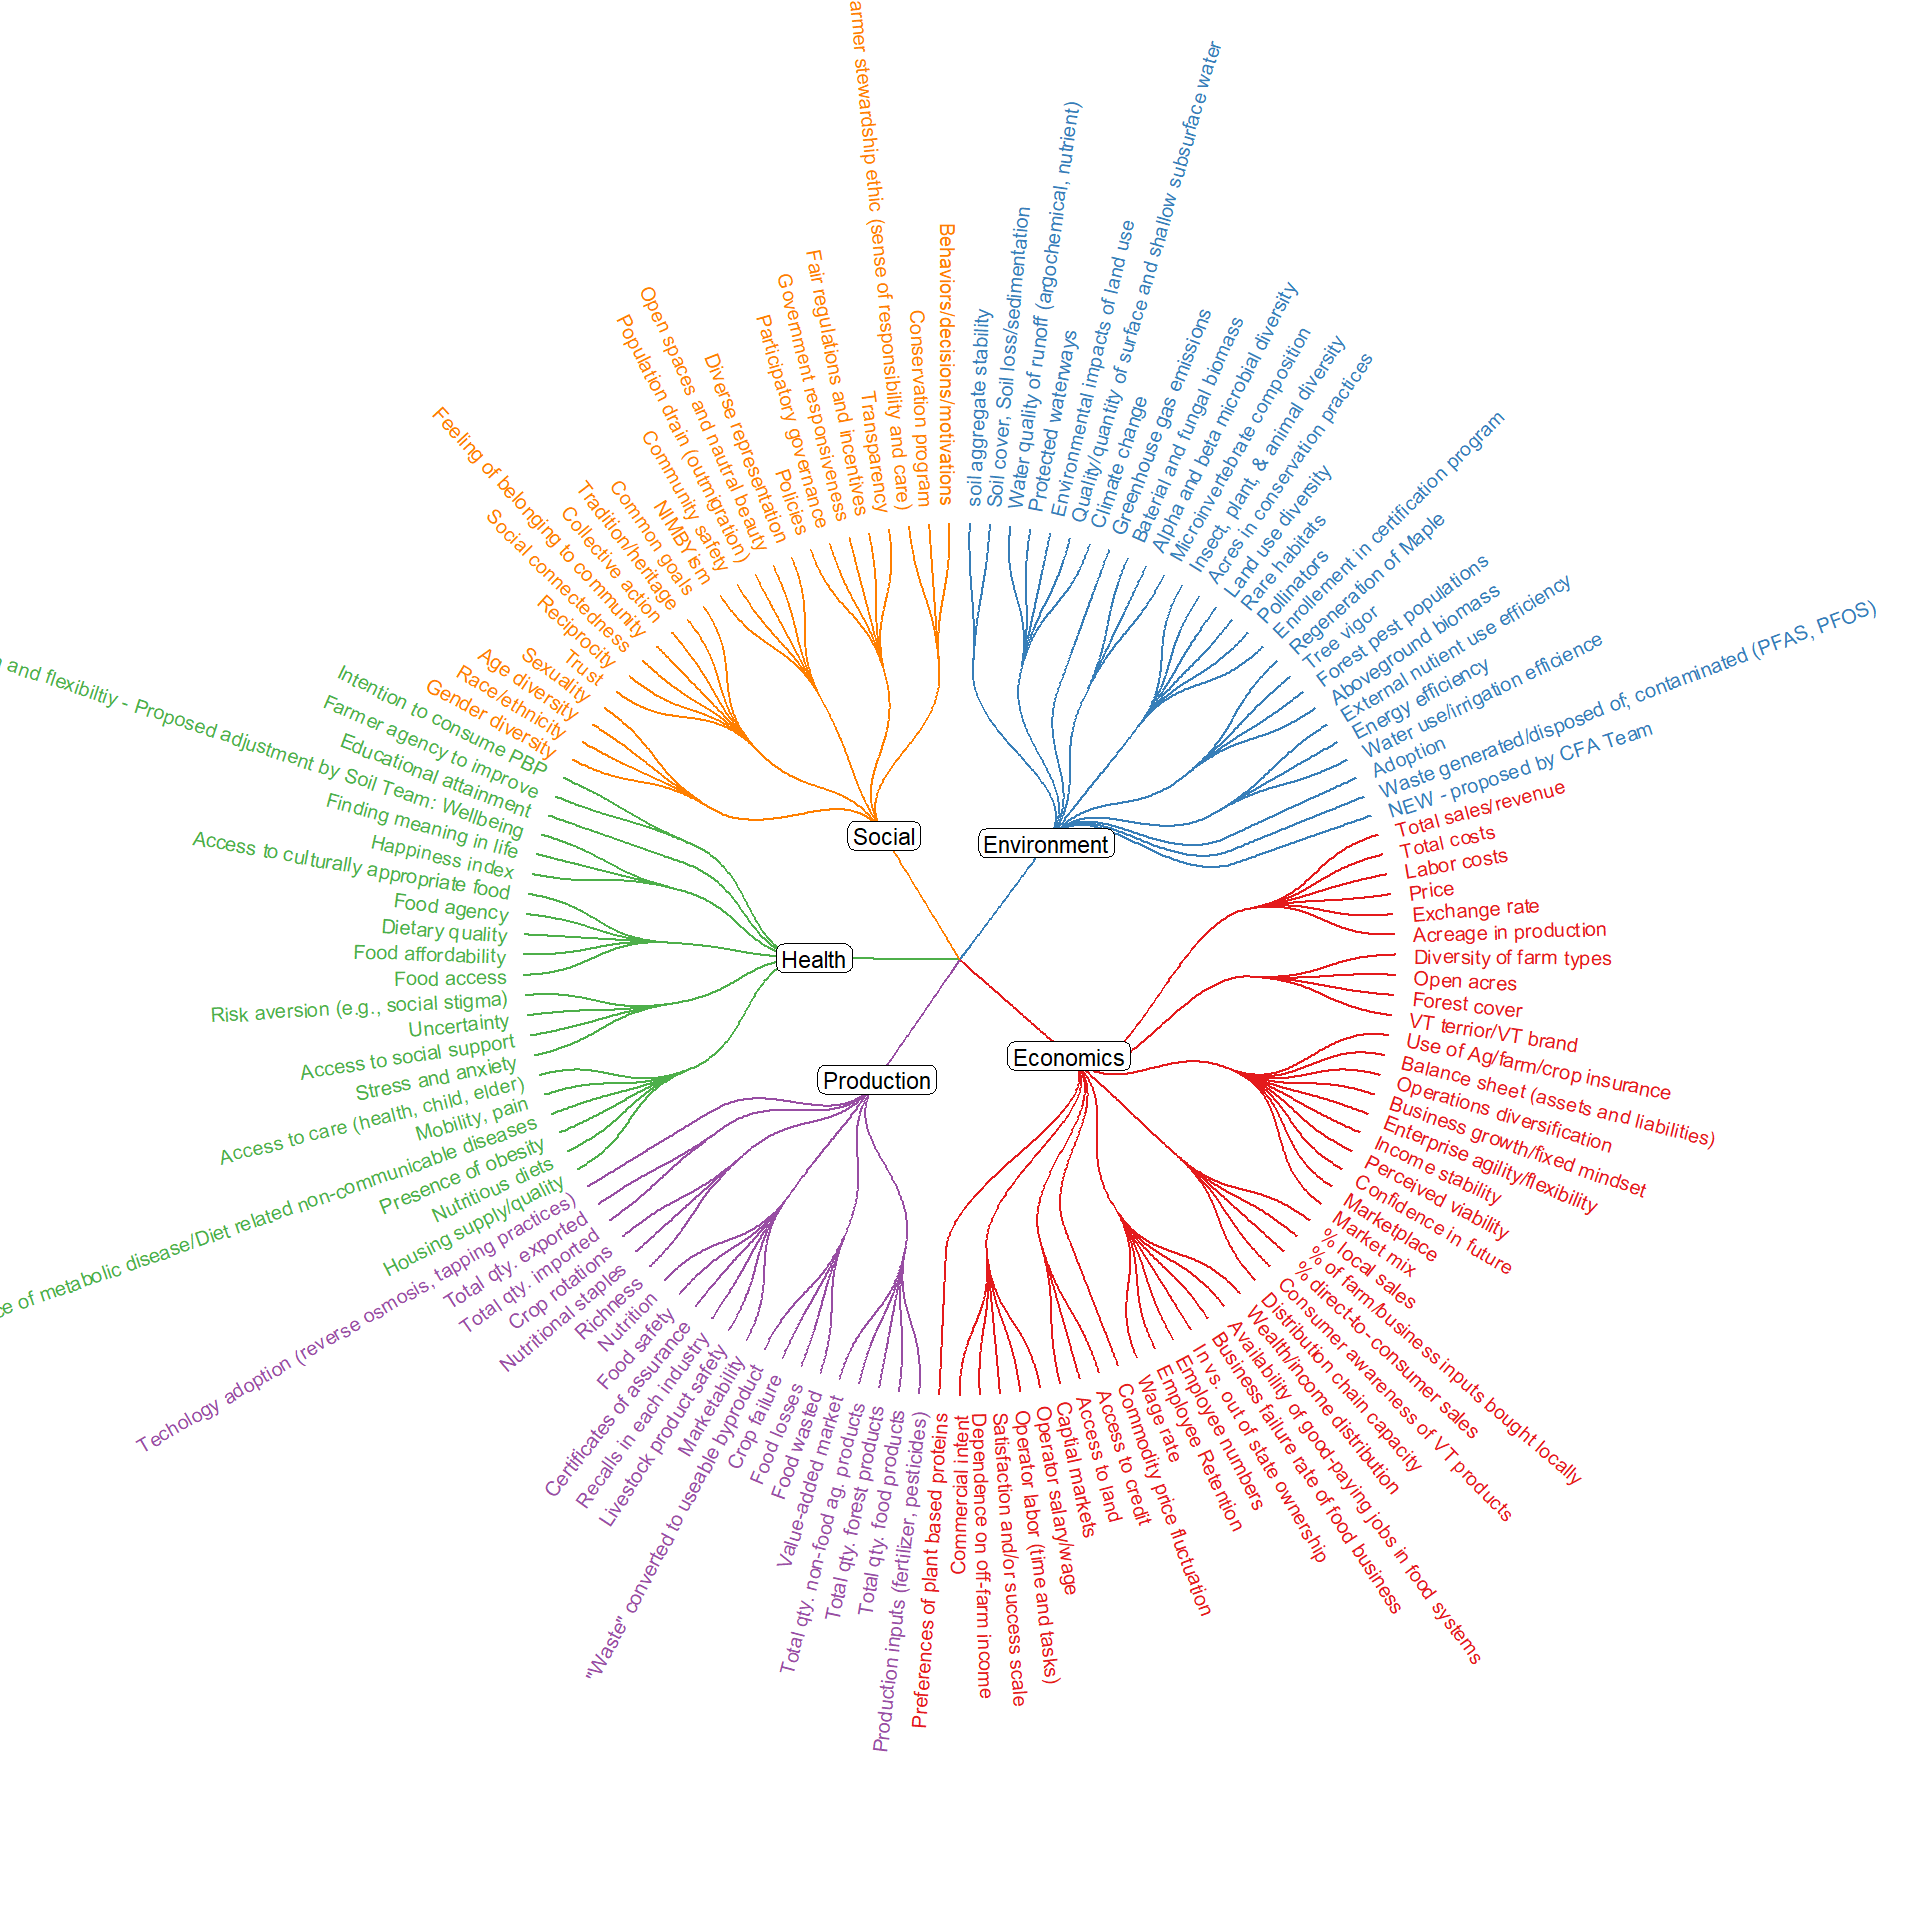 Social
Environment
Health
Economics
Production
soil aggregate stability
Soil cover, Soil loss/sedimentation
Water quality of runoff (argochemical, nutrient)
Protected waterways
Environmental impacts of land use
Quality/quantity of surface and shallow subsurface water
Climate change
Greenhouse gas emissions
Baterial and fungal biomass
Alpha and beta microbial diversity
Microinvertebrate composition
Insect, plant, & animal diversity
Acres in conservation practices
Land use diversity
Rare habitats
Pollinators
Enrollement in certification program
Regeneration of Maple
Tree vigor
Forest pest populations
Aboveground biomass
External nutient use efficiency
Energy efficiency
Water use/irrigation efficience
Adoption
Waste generated/disposed of; contaminated (PFAS, PFOS)
NEW - proposed by CFA Team
Total sales/revenue
Total costs
Labor costs
Price
Exchange rate
Acreage in production
Diversity of farm types
Open acres
Forest cover
VT terrior/VT brand
Use of Ag/farm/crop insurance
Balance sheet (assets and liabilities)
Operations diversification
Business growth/fixed mindset
Enterprise agility/flexibility
Income stability
Perceived viability
Confidence in future
Marketplace
Market mix
% local sales
% of farm/business inputs bought locally
% direct-to-consumer sales
Consumer awareness of VT products
Distribution chain capacity
Wealth/income distribution
Availability of good-paying jobs in food systems
Business failure rate of food business
In vs. out of state ownership
Employee numbers
Employee Retention
Wage rate
Commodity price fluctuation
Access to credit
Access to land
Captial markets
Operator salary/wage
Operator labor (time and tasks)
Satisfaction and/or success scale
Dependence on off-farm income
Commercial intent
Preferences of plant based proteins
Production inputs (fertilizer, pesticides)
Total qty. food products
Total qty. forest products
Total qty. non-food ag. products
Value-added market
Food wasted
Food losses
Crop failure
"Waste" converted to useable byproduct
Marketability
Livestock product safety
Recalls in each industry
Certificates of assurance
Food safety
Nutrition
Richness
Nutritional staples
Crop rotations
Total qty. imported
Total qty. exported
Techology adoption (reverse osmosis, tapping practices)
Housing supply/quality
Nutritious diets
Presence of obesity
of metabolic disease/Diet related non-communicable diseases
Mobility, pain
Access to care (health, child, elder)
Stress and anxiety
Access to social support
Uncertainty
Risk aversion (e.g., social stigma)
Food access
Food affordability
Dietary quality
Food agency
Access to culturally appropriate food
Happiness index
Finding meaning in life
and flexibiltiy - Proposed adjustment by Soil Team: Wellbeing
Educational attainment
Farmer agency to improve
Intention to consume PBP
Gender diversity
Race/ethnicity
Age diversity
Sexuality
Trust
Reciprocity
Social connectedness
Feeling of belonging to community
Collective action
Tradition/heritage
Common goals
NIMBYism
Community safety
Population drain (outmigration)
Open spaces and nautral beauty
Diverse representation
Policies
Participatory governance
Government responsiveness
Fair regulations and incentives
Transparency
armer stewardship ethic (sense of responsibility and care)
Conservation program
Behaviors/decisions/motivations